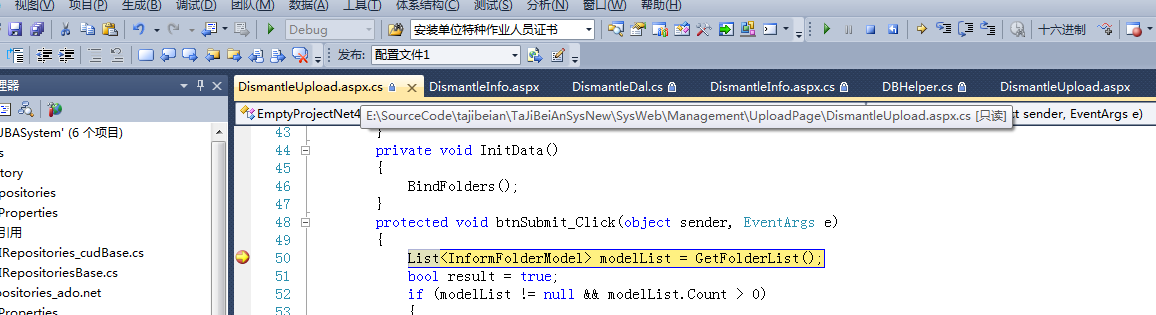 视图(V) 项目(P) 生成(B) 调试(D) 团队(M) 数据(A) 工具(T) 体系结构(C) 测试(S) 分析(N) 窗口(W) 帮助(H)
Debug 安装单位特种作业人员证书 十六进制
发布: 配置文件1
理器 DismantleUpload.aspx.cs DismantleInfo.aspx DismantleDal.cs DismantleInfo.aspx.cs DBHelper.cs DismantleUpload.aspx
EmptyProjectNet4 E:\SourceCode\tajibeian\TaJiBeiAnSysNew\SysWeb\Management\UploadPage\DismantleUpload.aspx.cs [只读] ct sender, EventArgs e)
JBASystem' (6 个项目)
43 }
44 private void InitData()
45 {
46 BindFolders();
47 }
48 protected void btnSubmit_Click(object sender, EventArgs e)
49 {
50 List<InformFolderModel> modelList = GetFolderList();
51 bool result = true;
52 if (modelList != null && modelList.Count > 0)
53 {
s
tory
positories
Properties
引用
IRepositories_cudBase.cs
IRepositoriesBase.cs
positories_ado.net
Properties